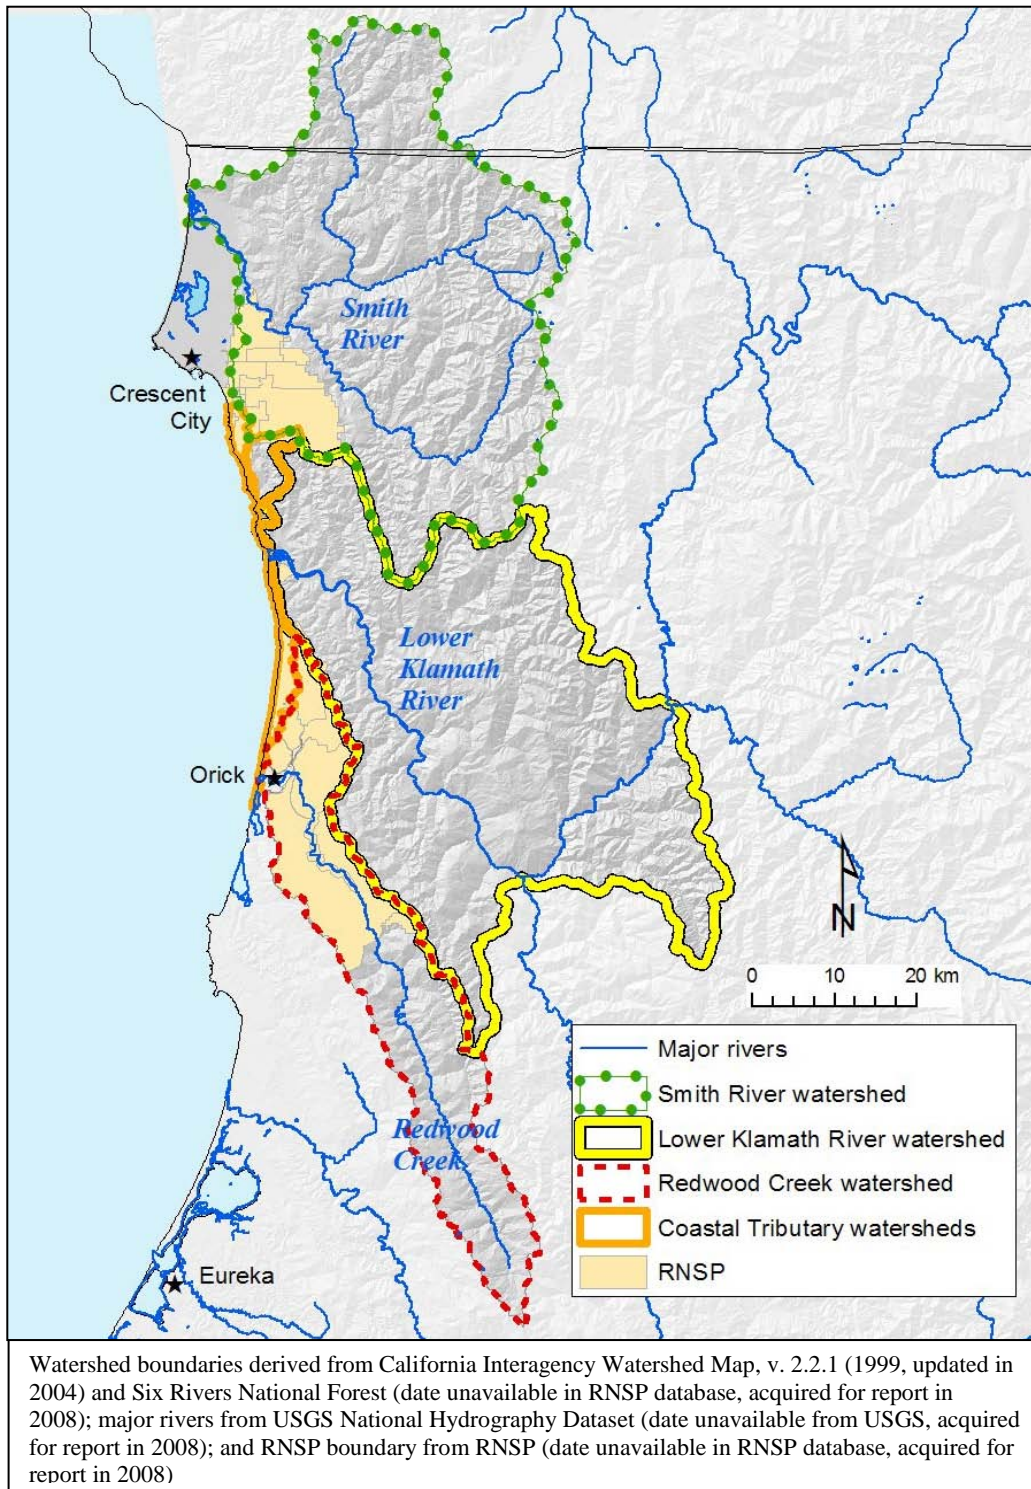 Smith
River
Crescent
City
Lower
Klamath
River
Orick
N
0 10 20 km
Major rivers
Smith River watershed
Lower Klamath River watershed
Redwood Creek watershed
Coastal Tributary watersheds
RNSP
Redwood
Creek
Eureka
Watershed boundaries derived from California Interagency Watershed Map, v. 2.2.1 (1999, updated in
2004) and Six Rivers National Forest (date unavailable in RNSP database, acquired for report in
2008); major rivers from USGS National Hydrography Dataset (date unavailable from USGS, acquired
for report in 2008); and RNSP boundary from RNSP (date unavailable in RNSP database, acquired for
report in 2008)